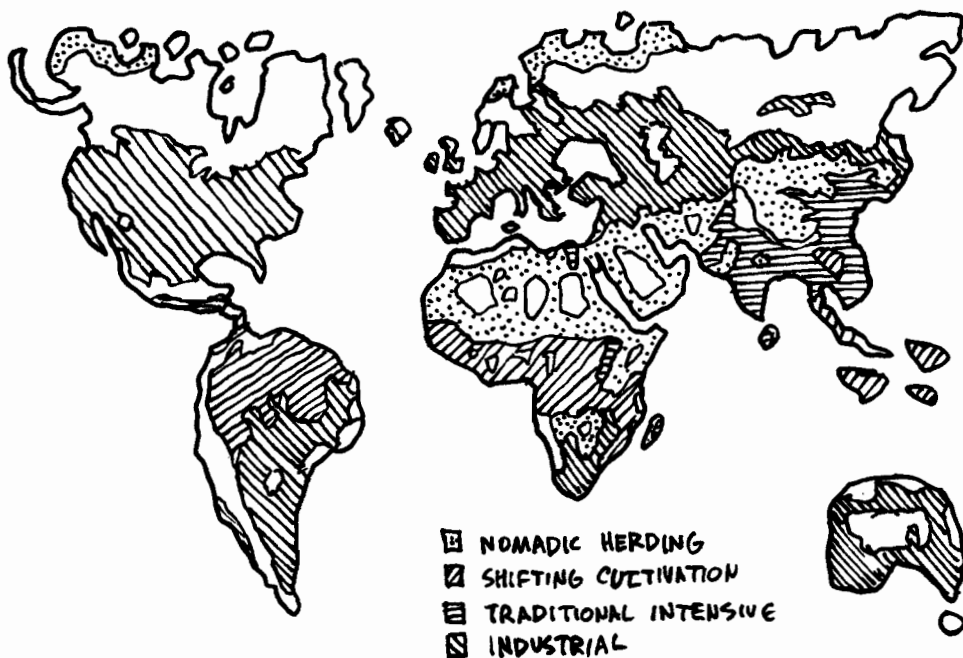 NOMADIC HERDING
SHIFTING CULTIVATION
TRADITIONAL INTENSIVE
INDUSTRIAL